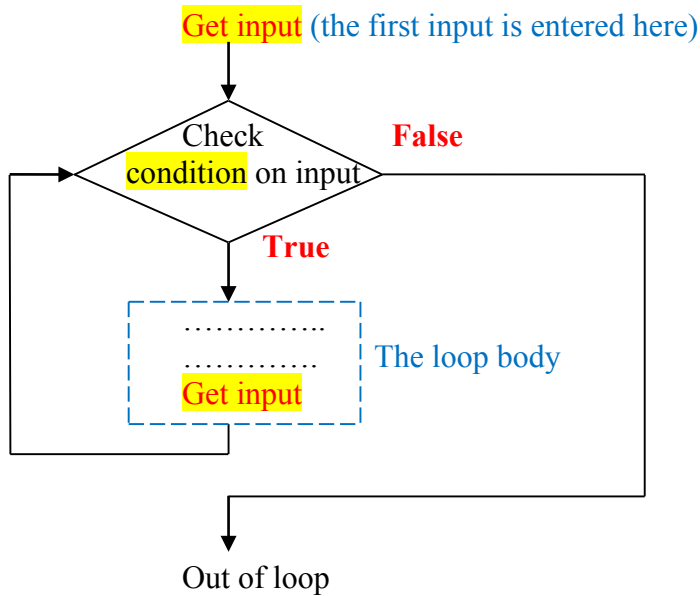 Get input (the first input is entered here)
Check
condition on input
False
True
…………..
………….
Get input
The loop body
Out of loop